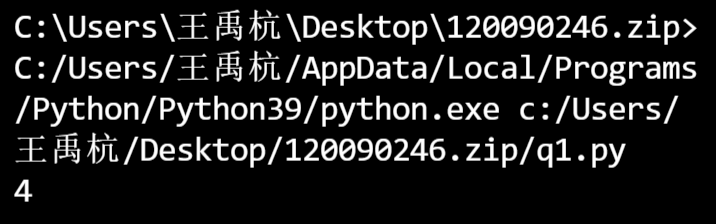 C:\Users\王禹杭\Desktop\120090246.zip>
C:/Users/王禹杭/AppData/Local/Programs
/Python/Python39/python.exe c:/Users/
王禹杭/Desktop/120090246.zip/q1.py
4